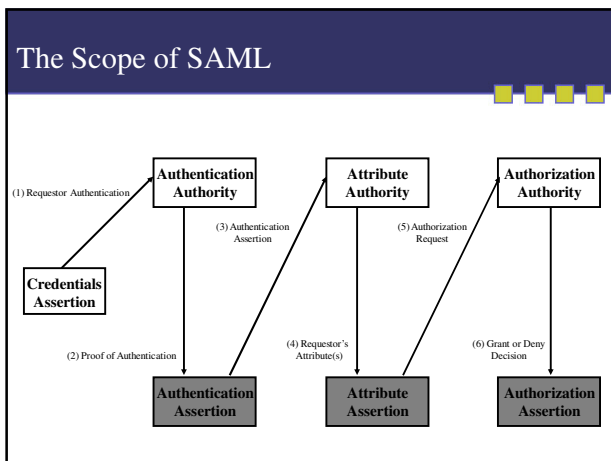 The Scope of SAML
Authentication
Authority
Attribute
Authority
Authorization
Authority
(1) Requestor Authentication
(3) Authentication
Assertion
(5) Authorization
Request
Credentials
Assertion
(2) Proof of Authentication
(4) Requestor's
Attribute(s)
(6) Grant or Deny
Decision
Authentication
Assertion
Attribute
Assertion
Authorization
Assertion